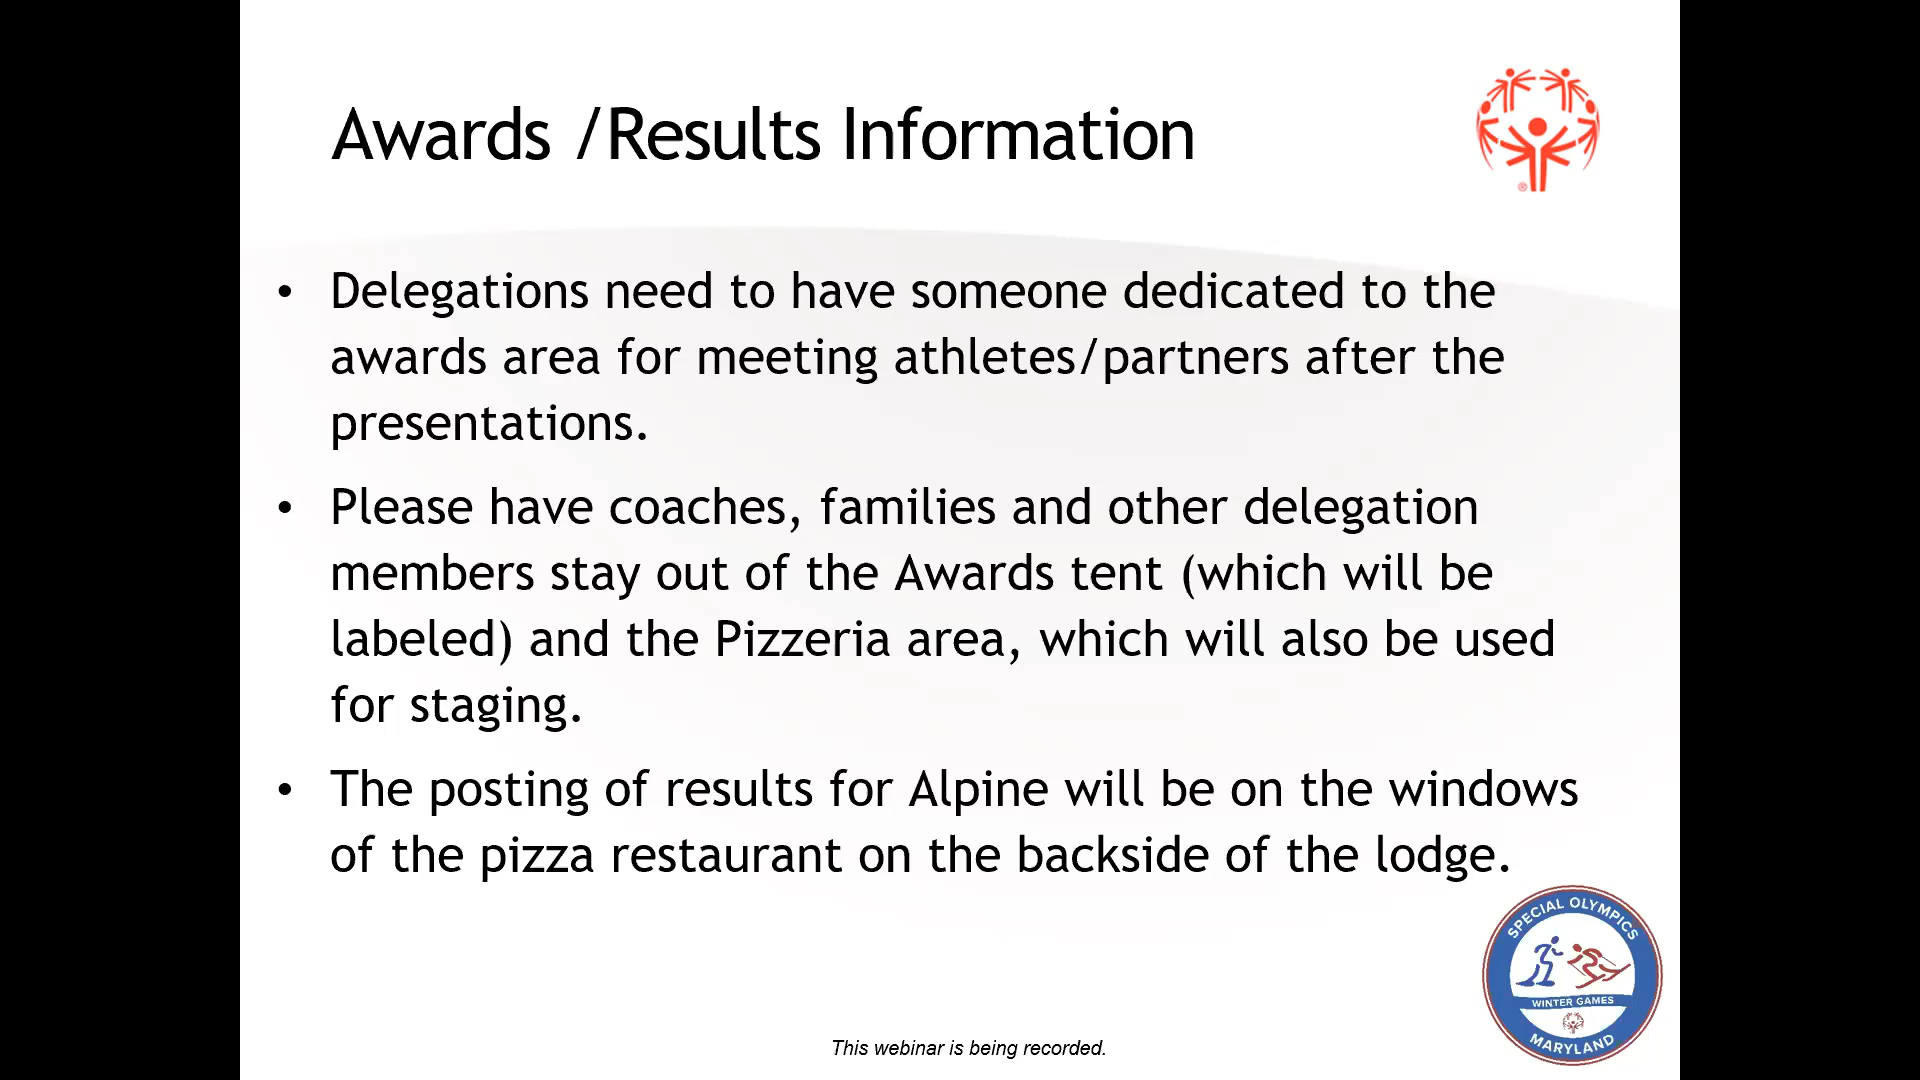 Awards /Results Information
®
• Delegations need to have someone dedicated to the
awards area for meeting athletes/partners after the
presentations.
• Please have coaches, families and other delegation
members stay out of the Awards tent (which will be
labeled) and the Pizzeria area, which will also be used
for staging.
• The posting of results for Alpine will be on the windows
of the pizza restaurant on the backside of the lodge.
SPECIAL OLYMPICS
WINTER GAMES
MARYLAND
This webinar is being recorded.